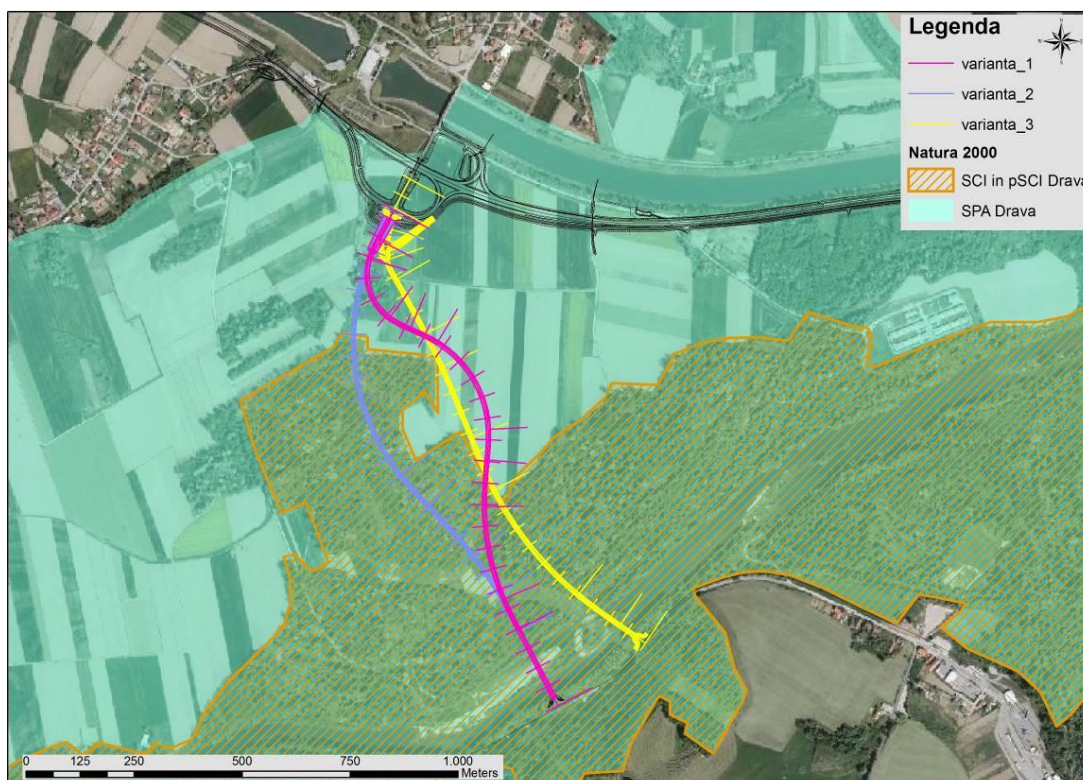 Legenda
varianta_1
varianta_2
varianta_3
Natura 2000
SCI in pSCI Drava
SPA Drava
0 125 250 500 750 1.000
Meters